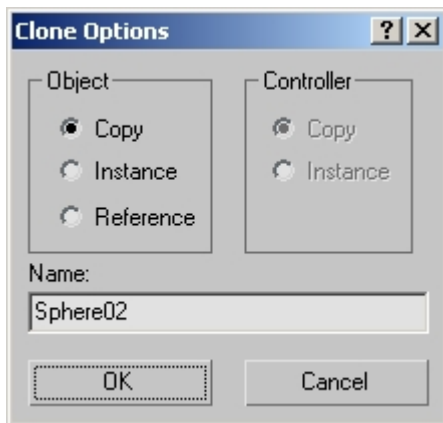 Clone Options
Object
Copy
Instance
Reference
Controller
Copy
Instance
Name:
Sphere02
OK Cancel